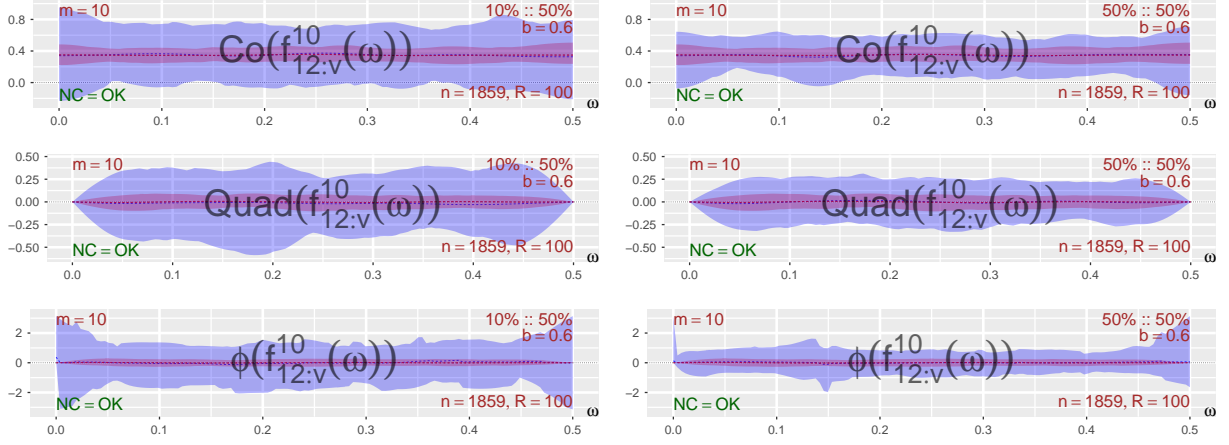 m = 10
10% :: 50%
b = 0.6
Co(f¹⁰₁₂:ᵥ(ω))
NC = OK
n = 1859, R = 100
0.8
0.4
0.0
0.0 0.1 0.2 0.3 0.4 0.5
ω
m = 10
50% :: 50%
b = 0.6
Co(f¹⁰₁₂:ᵥ(ω))
NC = OK
n = 1859, R = 100
0.8
0.4
0.0
0.0 0.1 0.2 0.3 0.4 0.5
ω
m = 10
10% :: 50%
b = 0.6
Quad(f¹⁰₁₂:ᵥ(ω))
NC = OK
n = 1859, R = 100
0.50
0.25
0.00
−0.25
−0.50
0.0 0.1 0.2 0.3 0.4 0.5
ω
m = 10
50% :: 50%
b = 0.6
Quad(f¹⁰₁₂:ᵥ(ω))
NC = OK
n = 1859, R = 100
0.50
0.25
0.00
−0.25
−0.50
0.0 0.1 0.2 0.3 0.4 0.5
ω
m = 10
10% :: 50%
b = 0.6
ϕ(f¹⁰₁₂:ᵥ(ω))
NC = OK
n = 1859, R = 100
2
0
−2
0.0 0.1 0.2 0.3 0.4 0.5
ω
m = 10
50% :: 50%
b = 0.6
ϕ(f¹⁰₁₂:ᵥ(ω))
NC = OK
n = 1859, R = 100
2
0
−2
0.0 0.1 0.2 0.3 0.4 0.5
ω